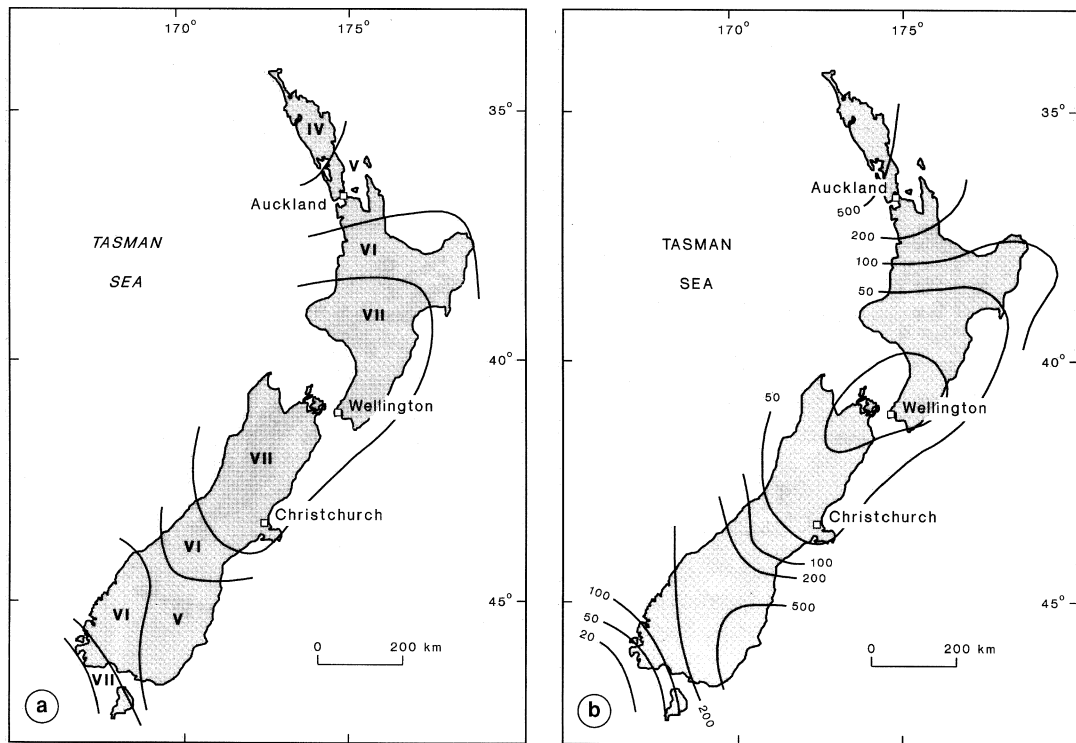 170°
175°
35°
IV
V
Auckland
TASMAN
SEA
VI
VII
40°
Wellington
VII
Christchurch
VI
45°
VI
V
0
200 km
VII
a
170°
175°
35°
Auckland
500
200
TASMAN
SEA
100
50
40°
50
Wellington
Christchurch
100
200
100
500
45°
50
20
0
200 km
200
b